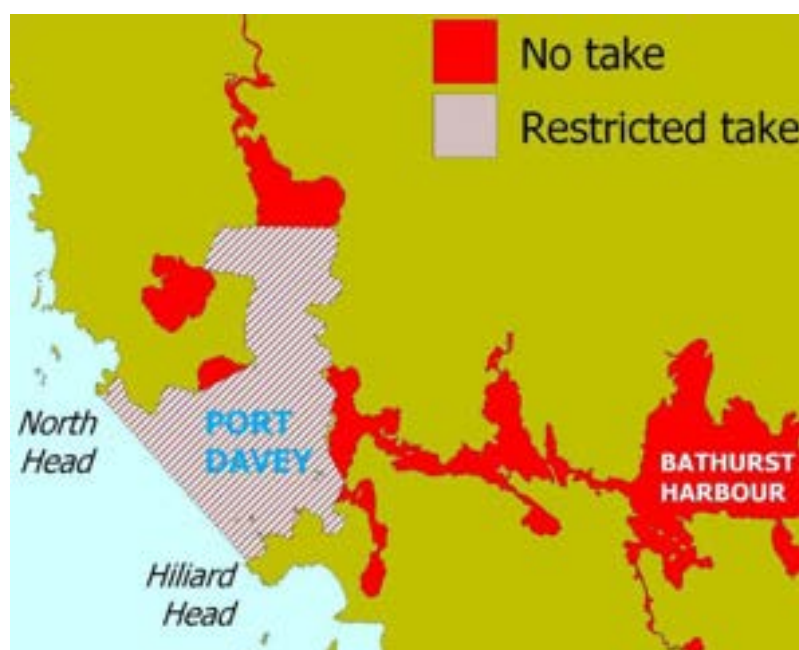 No take
Restricted take
North
Head
PORT
DAVEY
BATHURST
HARBOUR
Hiliard
Head